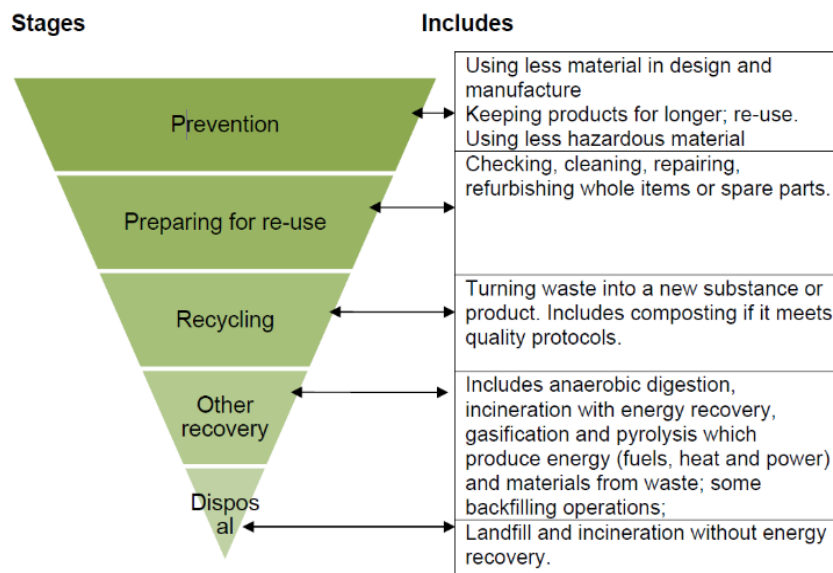 Stages
Includes
Prevention
Using less material in design and
manufacture
Keeping products for longer; re-use.
Using less hazardous material
Preparing for re-use
Checking, cleaning, repairing,
refurbishing whole items or spare parts.
Recycling
Turning waste into a new substance or
product. Includes composting if it meets
quality protocols.
Other
recovery
Includes anaerobic digestion,
incineration with energy recovery,
gasification and pyrolysis which
produce energy (fuels, heat and power)
and materials from waste; some
backfilling operations;
Dispos
al
Landfill and incineration without energy
recovery.